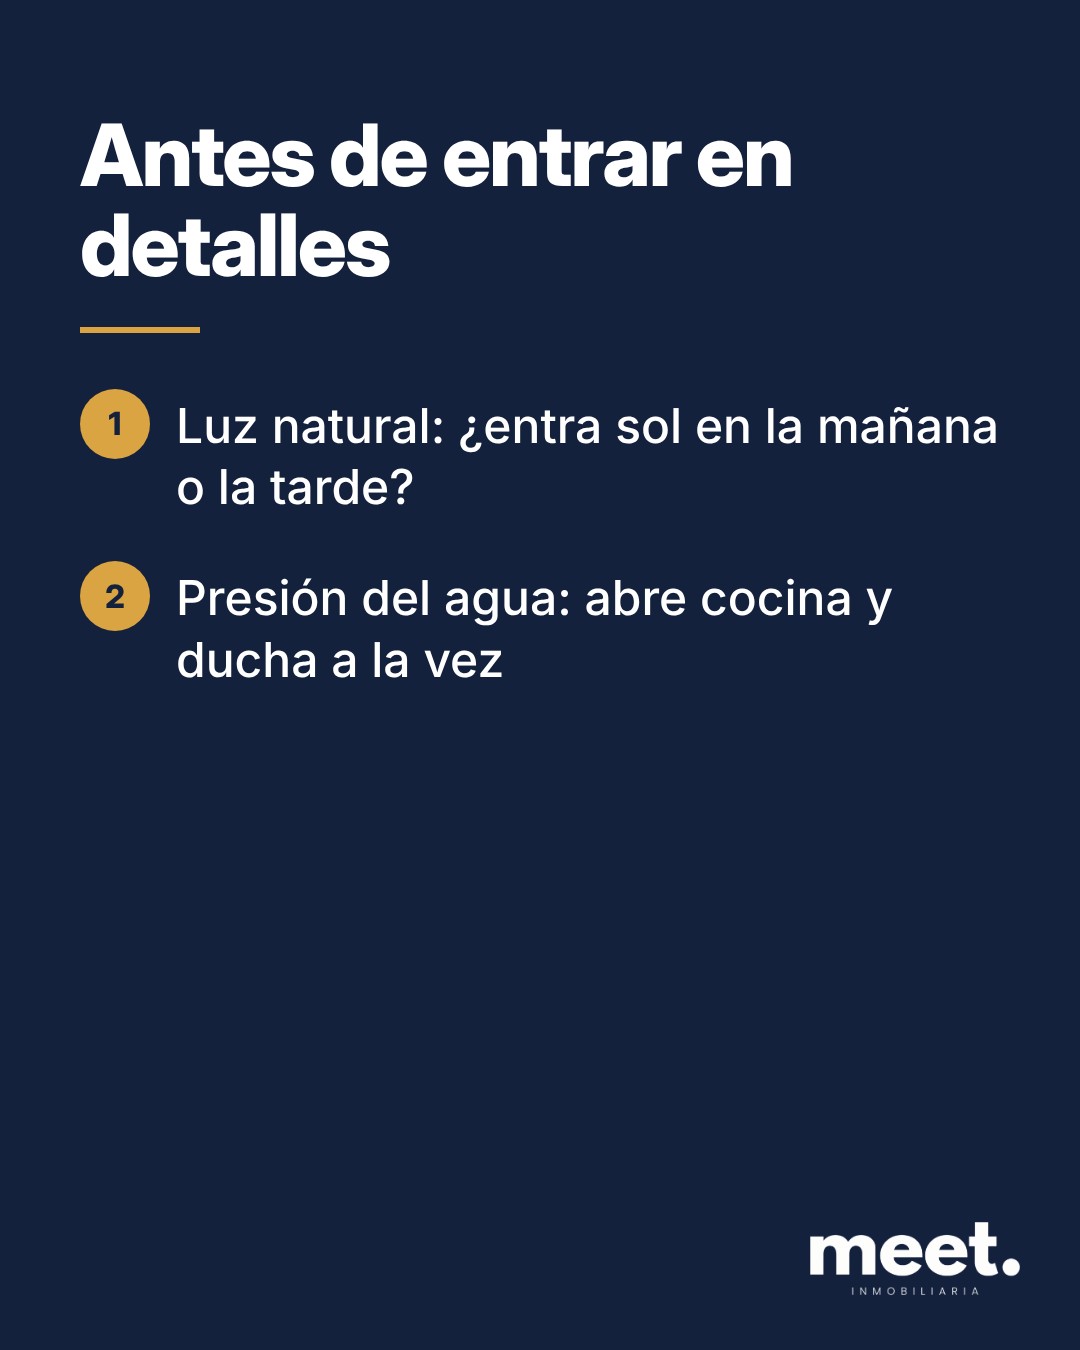 Antes de entrar en
detalles
1 Luz natural: ¿entra sol en la mañana
o la tarde?
2 Presión del agua: abre cocina y
ducha a la vez
meet.
INMOBILIARIA